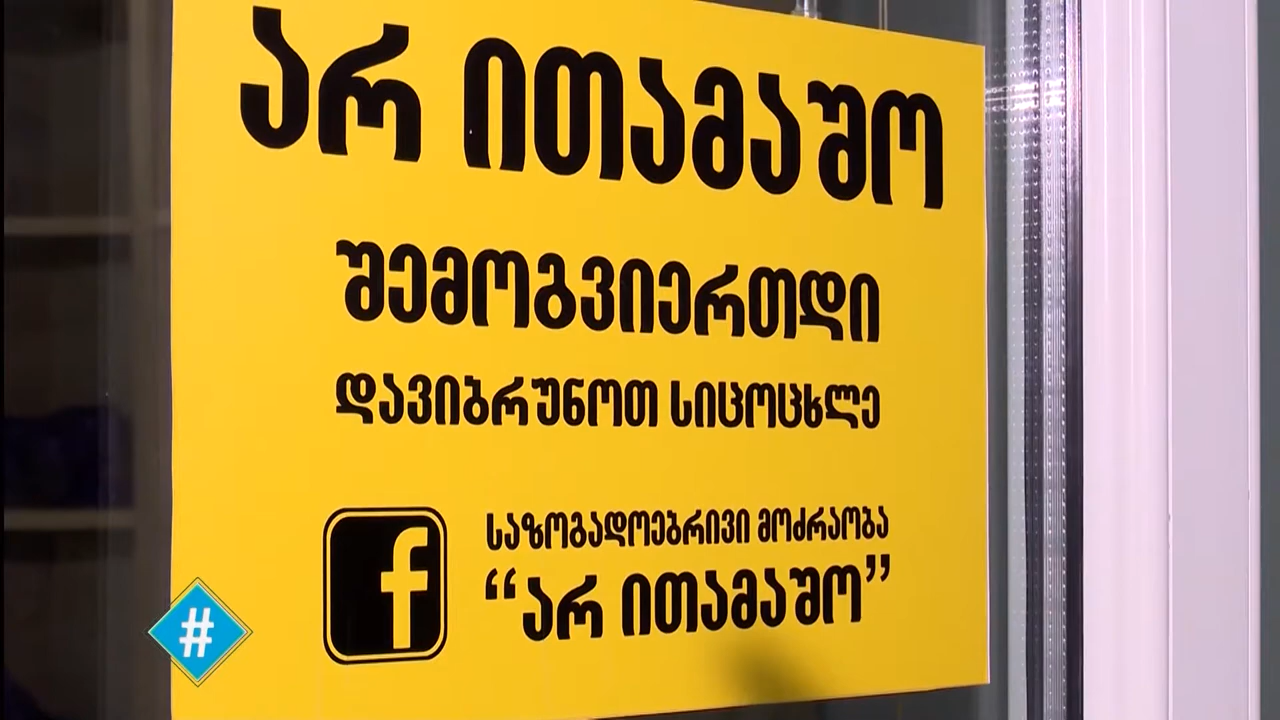 არ ითამაშო
შემოგვიერთდი
დავიბრუნოთ სიცოცხლე
f
საზოგადოებრივი მოძრაობა
“არ ითამაშო”
#